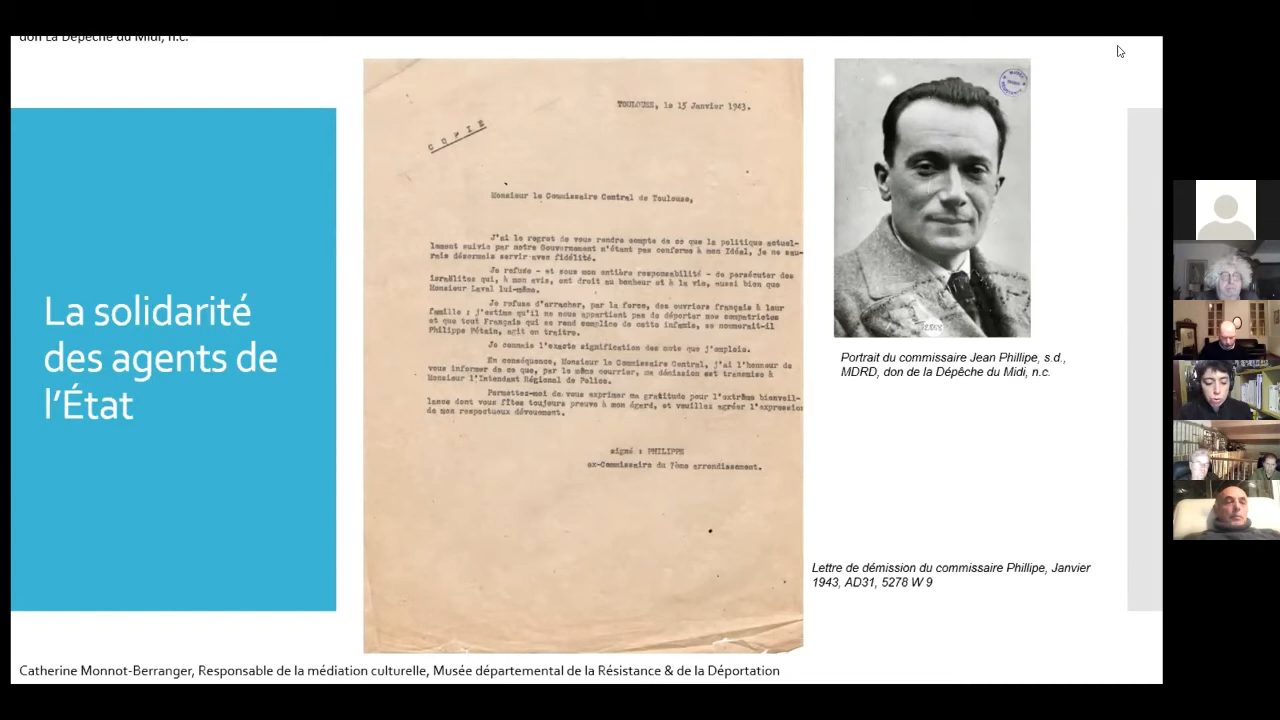 don La Dépêche du Midi, n.c.
La solidarité
des agents de
l'État
TOULOUSE, le 15 Janvier 1943.
COPIE
Monsieur le Commissaire Central de Toulouse,
J'ai le regret de vous rendre compte de ce que la politique actuel-
lement suivie par notre Gouvernement n'étant pas conforme à mon Idéal, je ne sau-
rais désormais servir avec fidélité.
Je refuse - et sous mon entière responsabilité - de persécuter des
israëlites qui, à mon avis, ont droit au bonheur et à la vie, aussi bien que
Monsieur Laval lui-même.
Je refuse d'arracher, par la force, des ouvriers français à leur
famille ; j'estime qu'il ne nous appartient pas de déporter nos compatriotes
et que tout Français qui se rend complice de cette infamie, se nommerait-il
Philippe Pétain, agit en traître.
Je connais l'exacte signification des mots que j'emploie.
En conséquence, Monsieur le Commissaire Central, j'ai l'honneur de
vous informer de ce que, par le même courrier, ma démission est transmise à
Monsieur l'Intendant Régional de Police.
Permettez-moi de vous exprimer ma gratitude pour l'extrême bienveil-
lance dont vous fîtes toujours preuve à mon égard, et veuillez agréer l'expression
de mon respectueux dévouement.
signé : PHILIPPE
ex-Commissaire du 7ème arrondissement.
Portrait du commissaire Jean Phillipe, s.d.,
MDRD, don de la Dépêche du Midi, n.c.
Lettre de démission du commissaire Phillipe, Janvier
1943, AD31, 5278 W 9
Catherine Monnot-Berranger, Responsable de la médiation culturelle, Musée départemental de la Résistance & de la Déportation